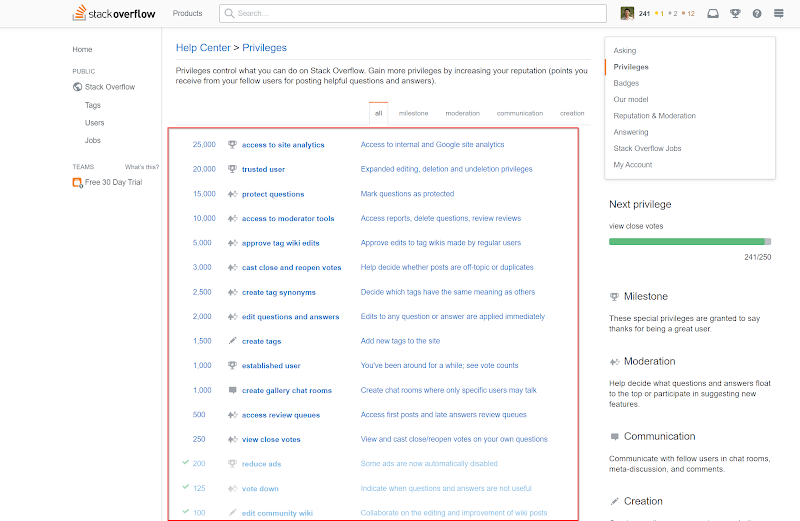 stackoverflow
Products
Search...
241 1 2 12
Home
PUBLIC
Stack Overflow
Tags
Users
Jobs
TEAMS What's this?
Free 30 Day Trial
Help Center > Privileges
Privileges control what you can do on Stack Overflow. Gain more privileges by increasing your reputation (points you
receive from your fellow users for posting helpful questions and answers).
all milestone moderation communication creation
25,000 access to site analytics Access to internal and Google site analytics
20,000 trusted user Expanded editing, deletion and undeletion privileges
15,000 protect questions Mark questions as protected
10,000 access to moderator tools Access reports, delete questions, review reviews
5,000 approve tag wiki edits Approve edits to tag wikis made by regular users
3,000 cast close and reopen votes Help decide whether posts are off-topic or duplicates
2,500 create tag synonyms Decide which tags have the same meaning as others
2,000 edit questions and answers Edits to any question or answer are applied immediately
1,500 create tags Add new tags to the site
1,000 established user You've been around for a while; see vote counts
1,000 create gallery chat rooms Create chat rooms where only specific users may talk
500 access review queues Access first posts and late answers review queues
250 view close votes View and cast close/reopen votes on your own questions
200 reduce ads Some ads are now automatically disabled
125 vote down Indicate when questions and answers are not useful
100 edit community wiki Collaborate on the editing and improvement of wiki posts
Asking
Privileges
Badges
Our model
Reputation & Moderation
Answering
Stack Overflow Jobs
My Account
Next privilege
view close votes
241/250
Milestone
These special privileges are granted to say
thanks for being a great user.
Moderation
Help decide what questions and answers float
to the top or participate in suggesting new
features.
Communication
Communicate with fellow users in chat rooms,
meta-discussion, and comments.
Creation